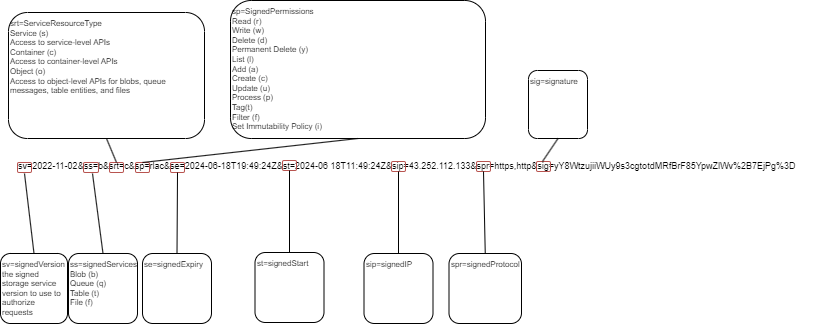 srt=ServiceResourceType
Service (s)
Access to service-level APIs
Container (c)
Access to container-level APIs
Object (o)
Access to object-level APIs for blobs, queue
messages, table entities, and files
sp=SignedPermissions
Read (r)
Write (w)
Delete (d)
Permanent Delete (y)
List (l)
Add (a)
Create (c)
Update (u)
Process (p)
Tag(t)
Filter (f)
Set Immutability Policy (i)
sig=signature
sv=2022-11-02&ss=b&srt=c&sp=rlac&se=2024-06-18T19:49:24Z&st=2024-06 18T11:49:24Z&sip=43.252.112.133&spr=https,http&sig=yY8WtzujiiWUy9s3cgtotdMRfBrF85YpwZlWv%2B7EjPg%3D
sv=signedVersion
the signed
storage service
version to use to
authorize
requests
ss=signedServices
Blob (b)
Queue (q)
Table (t)
File (f)
se=signedExpiry
st=signedStart
sip=signedIP
spr=signedProtocol